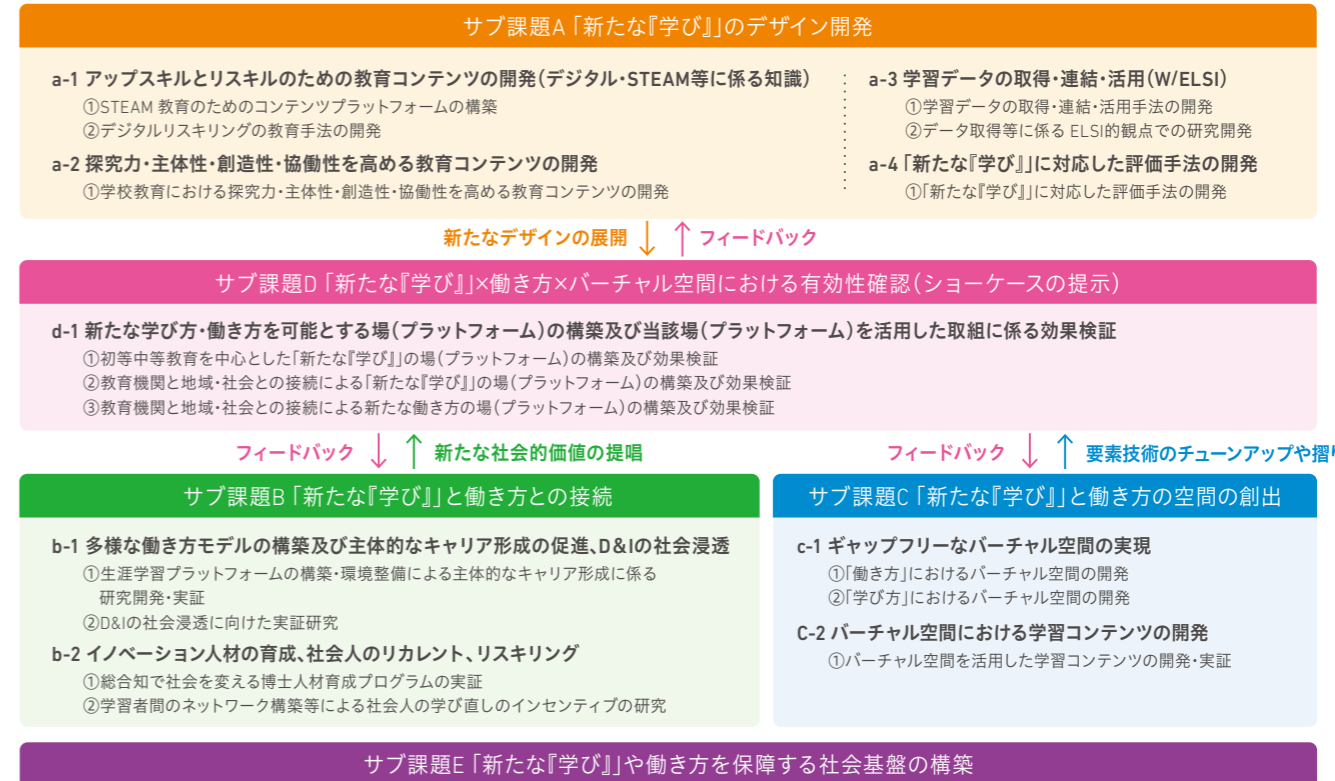 サブ課題A「新たな『学び』」のデザイン開発
a-1 アップスキルとリスキルのための教育コンテンツの開発(デジタル・STEAM等に係る知識)
①STEAM 教育のためのコンテンツプラットフォームの構築
②デジタルリスキリングの教育手法の開発
a-2 探究力・主体性・創造性・協働性を高める教育コンテンツの開発
①学校教育における探究力・主体性・創造性・協働性を高める教育コンテンツの開発
a-3 学習データの取得・連結・活用(W/ELSI)
①学習データの取得・連結・活用手法の開発
②データ取得等に係る ELSI的観点での研究開発
a-4「新たな『学び』」に対応した評価手法の開発
①「新たな『学び』」に対応した評価手法の開発
新たなデザインの展開 ↓ ↑ フィードバック
サブ課題D「新たな『学び』」×働き方×バーチャル空間における有効性確認(ショーケースの提示)
d-1 新たな学び方・働き方を可能とする場(プラットフォーム)の構築及び当該場(プラットフォーム)を活用した取組に係る効果検証
①初等中等教育を中心とした「新たな『学び』」の場(プラットフォーム)の構築及び効果検証
②教育機関と地域・社会との接続による「新たな『学び』」の場(プラットフォーム)の構築及び効果検証
③教育機関と地域・社会との接続による新たな働き方の場(プラットフォーム)の構築及び効果検証
フィードバック ↓ ↑ 新たな社会的価値の提唱
フィードバック ↓ ↑ 要素技術のチューンアップや摺
サブ課題B「新たな『学び』」と働き方との接続
b-1 多様な働き方モデルの構築及び主体的なキャリア形成の促進、D&Iの社会浸透
①生涯学習プラットフォームの構築・環境整備による主体的なキャリア形成に係る
研究開発・実証
②D&Iの社会浸透に向けた実証研究
b-2 イノベーション人材の育成、社会人のリカレント、リスキリング
①総合知で社会を変える博士人材育成プログラムの実証
②学習者間のネットワーク構築等による社会人の学び直しのインセンティブの研究
サブ課題C「新たな『学び』」と働き方の空間の創出
c-1 ギャップフリーなバーチャル空間の実現
①「働き方」におけるバーチャル空間の開発
②「学び方」におけるバーチャル空間の開発
C-2 バーチャル空間における学習コンテンツの開発
①バーチャル空間を活用した学習コンテンツの開発・実証
サブ課題E「新たな『学び』」や働き方を保障する社会基盤の構築